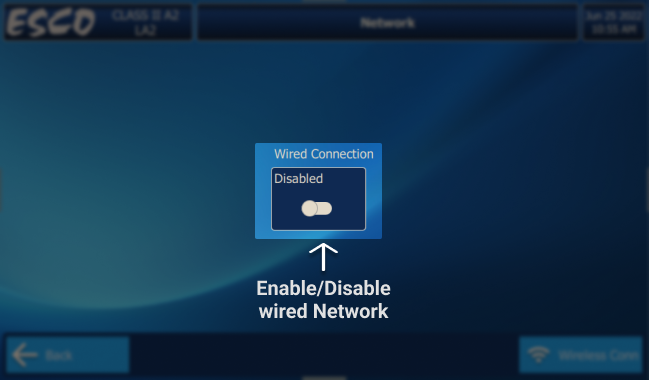 ESCO
CLASS II A2
LA2
Network
Jun 25 2022
10:55 AM
Wired Connection
Disabled
Enable/Disable
wired Network
Back
Wireless Conn